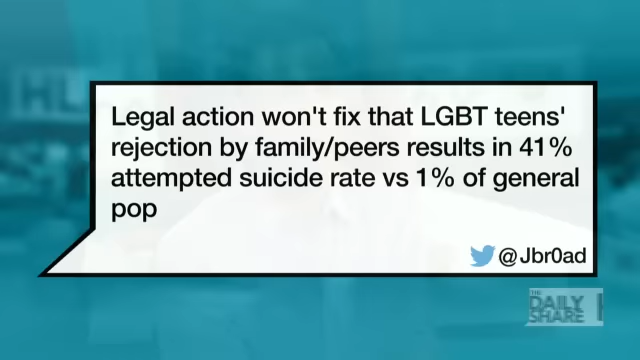 HL
Legal action won't fix that LGBT teens'
rejection by family/peers results in 41%
attempted suicide rate vs 1% of general
pop
@Jbr0ad
THE
DAILY
SHARE
H